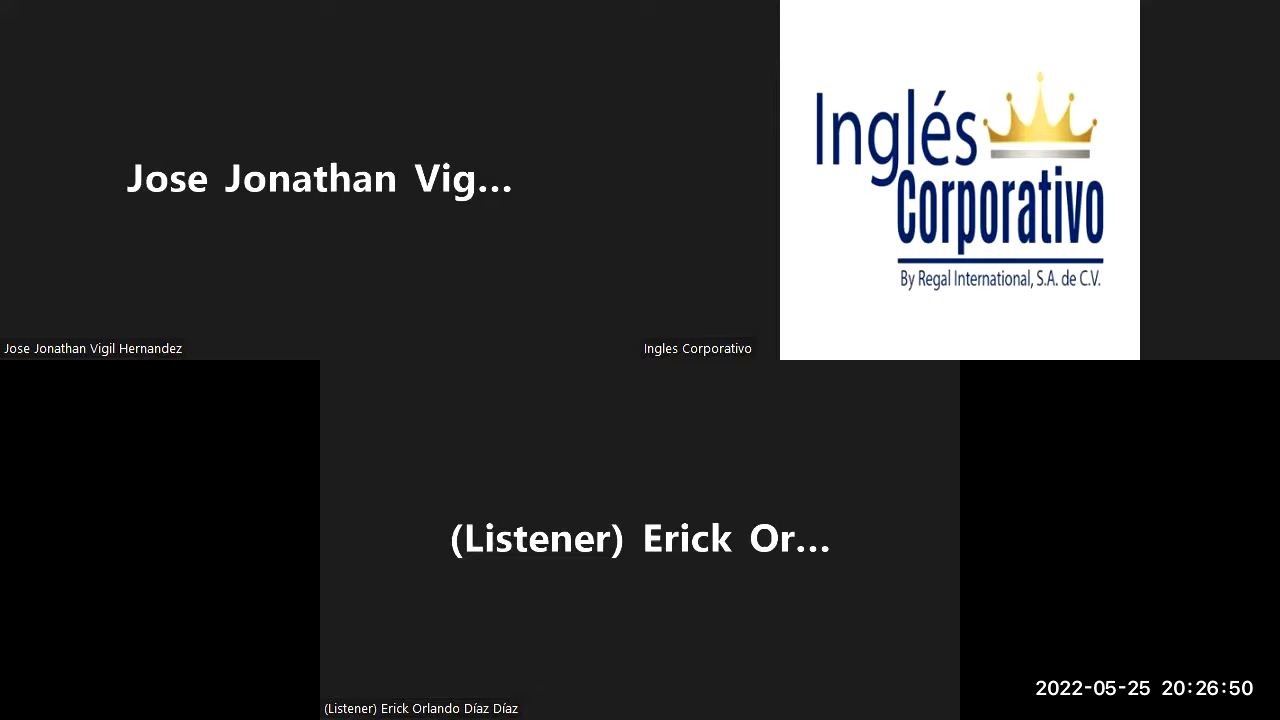 Jose Jonathan Vig...
Jose Jonathan Vigil Hernandez
Inglés
Corporativo
By Regal International, S.A. de C.V.
Ingles Corporativo
(Listener) Erick Or...
(Listener) Erick Orlando Díaz Díaz
2022-05-25 20:26:50